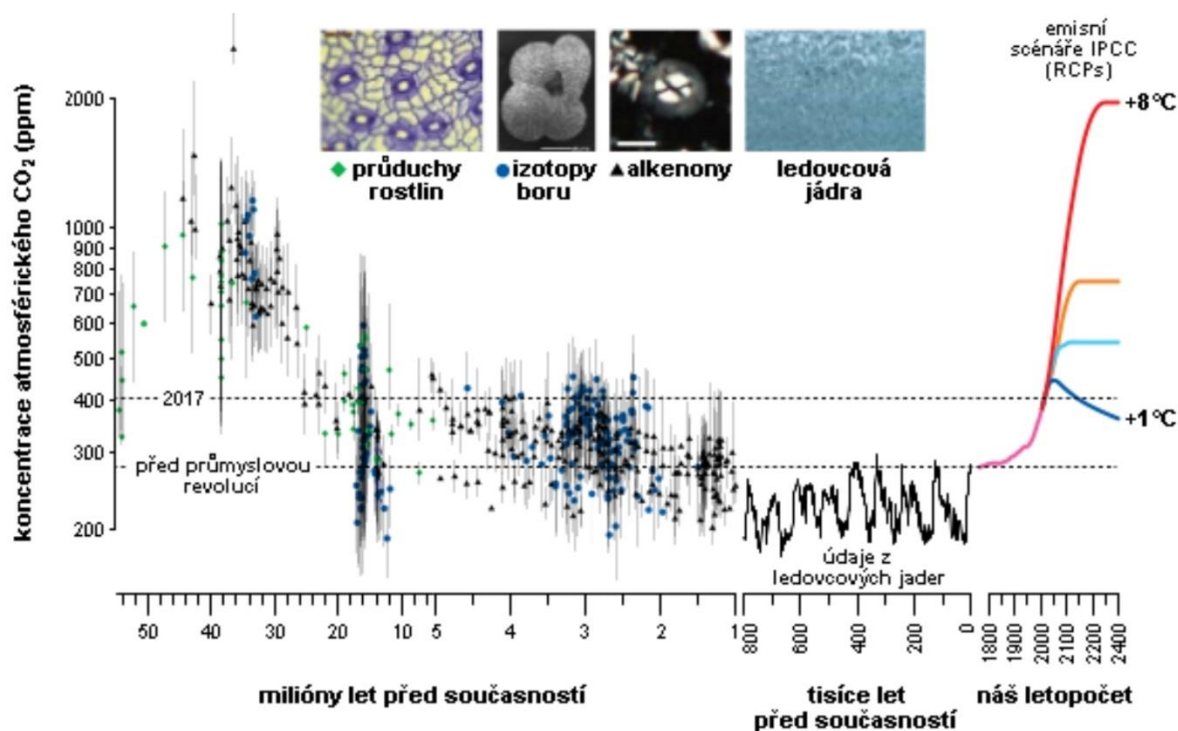 emisní
scénáře IPCC
(RCPs)
+8°C
+1°C
průduchy
rostlin
izotopy
boru
alkenony
ledovcová
jádra
koncentrace atmosférického CO₂ (ppm)
2000
1000
900
800
700
600
500
400
300
200
2017
před průmyslovou
revolucí
údaje z
ledovcových jader
50
40
30
20
10
5
4
3
2
1
800
600
400
200
0
1800
1900
2000
2100
2200
2400
milióny let před současností
tisíce let
před současností
náš letopočet